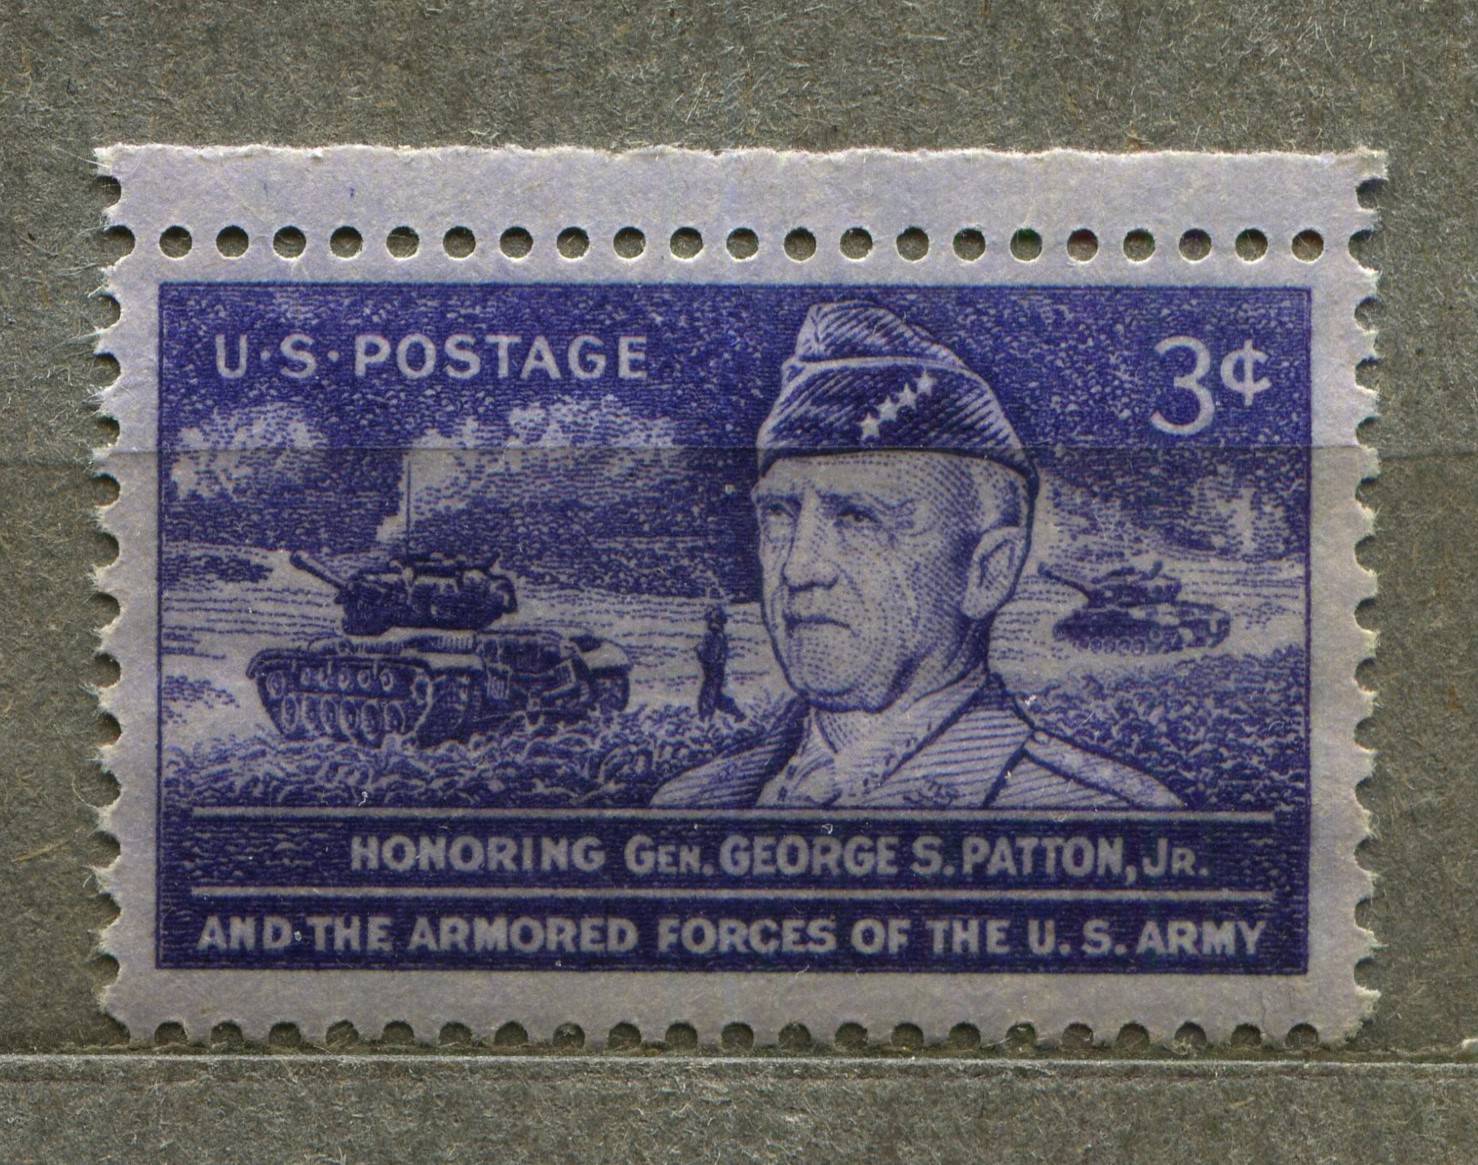 U·S·POSTAGE
3¢
HONORING GEN. GEORGE S. PATTON, JR.
AND THE ARMORED FORCES OF THE U. S. ARMY